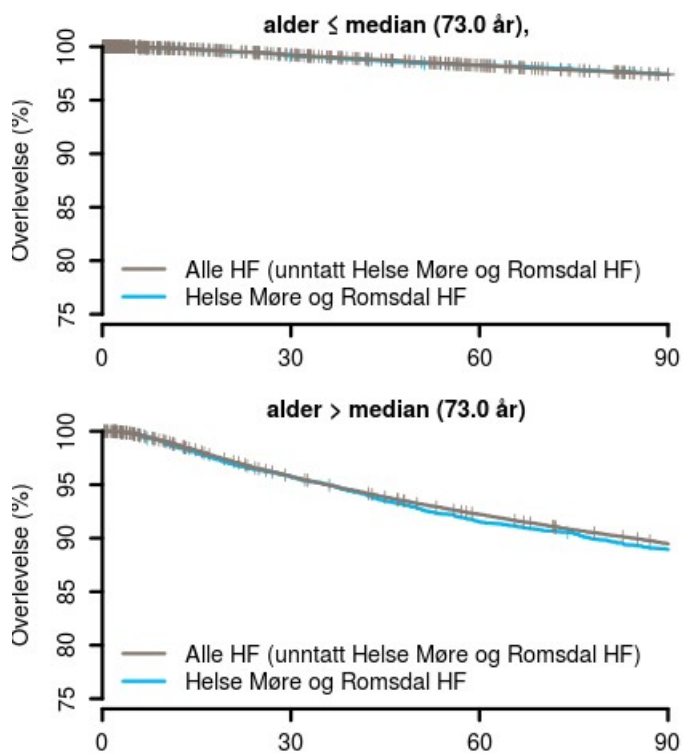 alder ≤ median (73.0 år),
Overlevelse (%)
100
95
90
85
80
75
Alle HF (unntatt Helse Møre og Romsdal HF)
Helse Møre og Romsdal HF
0 30 60 90
alder > median (73.0 år)
Overlevelse (%)
100
95
90
85
80
75
Alle HF (unntatt Helse Møre og Romsdal HF)
Helse Møre og Romsdal HF
0 30 60 90